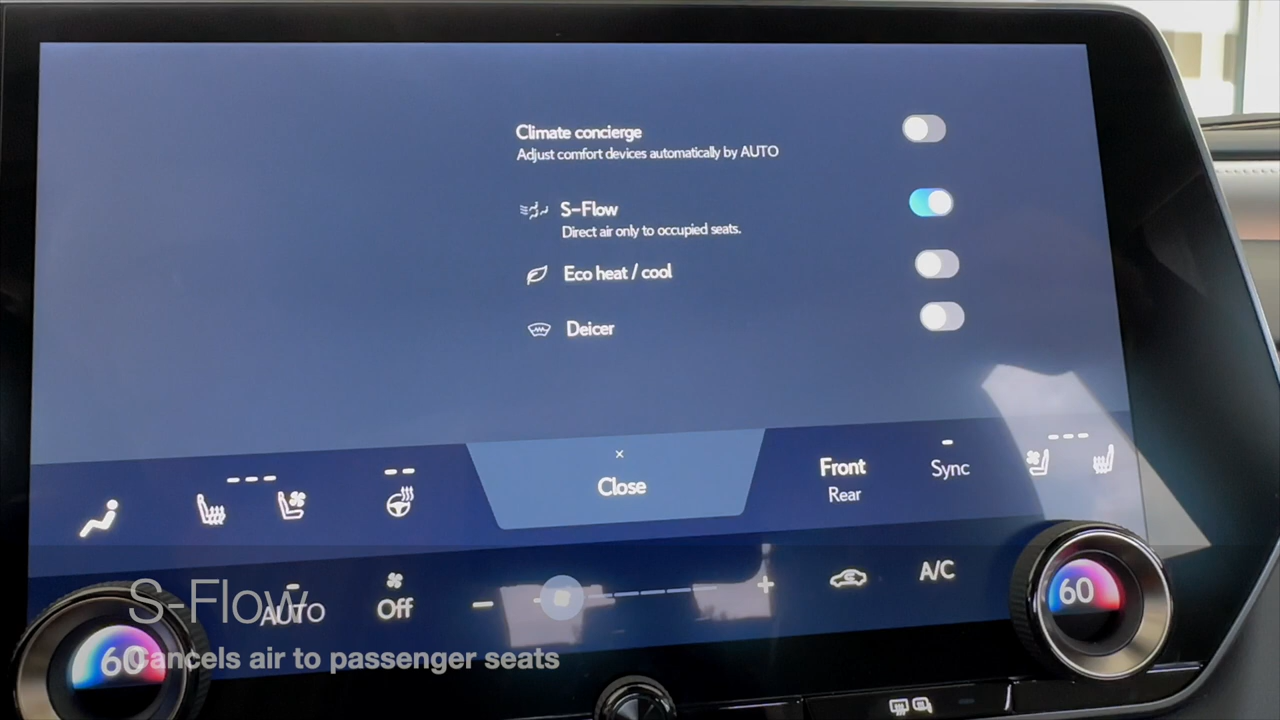 Climate concierge
Adjust comfort devices automatically by AUTO
S-Flow
Direct air only to occupied seats.
Eco heat / cool
Deicer
×
Close
Front
Rear
Sync
S-Flow
AUTO
Off
A/C
60
60
Cancels air to passenger seats